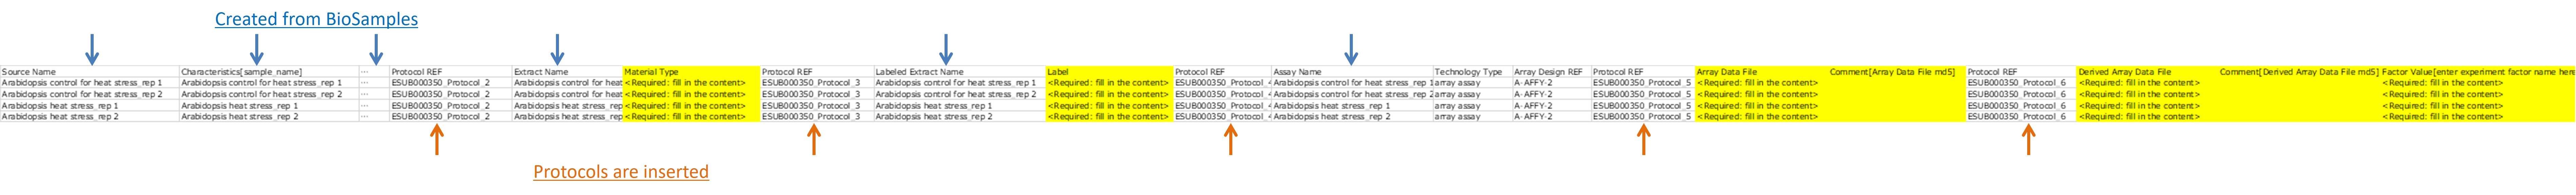 Created from BioSamples
Source Name Characteristics[sample_name] ... Protocol REF Extract Name Material Type Protocol REF Labeled Extract Name Label Protocol REF Assay Name Technology Type Array Design REF Protocol REF Array Data File Comment[Array Data File md5] Protocol REF Derived Array Data File Comment[Derived Array Data File md5] Factor Value[enter experiment factor name here
Arabidopsis control for heat stress_rep 1 Arabidopsis control for heat stress_rep 1 ... ESUB000350_Protocol_2 Arabidopsis control for heat <Required: fill in the content> ESUB000350_Protocol_3 Arabidopsis control for heat stress_rep 1 <Required: fill in the content> ESUB000350_Protocol_4 Arabidopsis control for heat stress_rep 1 array assay A-AFFY-2 ESUB000350_Protocol_5 <Required: fill in the content> ESUB000350_Protocol_6 <Required: fill in the content> <Required: fill in the content>
Arabidopsis control for heat stress_rep 2 Arabidopsis control for heat stress_rep 2 ... ESUB000350_Protocol_2 Arabidopsis control for heat <Required: fill in the content> ESUB000350_Protocol_3 Arabidopsis control for heat stress_rep 2 <Required: fill in the content> ESUB000350_Protocol_4 Arabidopsis control for heat stress_rep 2 array assay A-AFFY-2 ESUB000350_Protocol_5 <Required: fill in the content> ESUB000350_Protocol_6 <Required: fill in the content> <Required: fill in the content>
Arabidopsis heat stress_rep 1 Arabidopsis heat stress_rep 1 ... ESUB000350_Protocol_2 Arabidopsis heat stress_rep <Required: fill in the content> ESUB000350_Protocol_3 Arabidopsis heat stress_rep 1 <Required: fill in the content> ESUB000350_Protocol_4 Arabidopsis heat stress_rep 1 array assay A-AFFY-2 ESUB000350_Protocol_5 <Required: fill in the content> ESUB000350_Protocol_6 <Required: fill in the content> <Required: fill in the content>
Arabidopsis heat stress_rep 2 Arabidopsis heat stress_rep 2 ... ESUB000350_Protocol_2 Arabidopsis heat stress_rep <Required: fill in the content> ESUB000350_Protocol_3 Arabidopsis heat stress_rep 2 <Required: fill in the content> ESUB000350_Protocol_4 Arabidopsis heat stress_rep 2 array assay A-AFFY-2 ESUB000350_Protocol_5 <Required: fill in the content> ESUB000350_Protocol_6 <Required: fill in the content> <Required: fill in the content>
Protocols are inserted